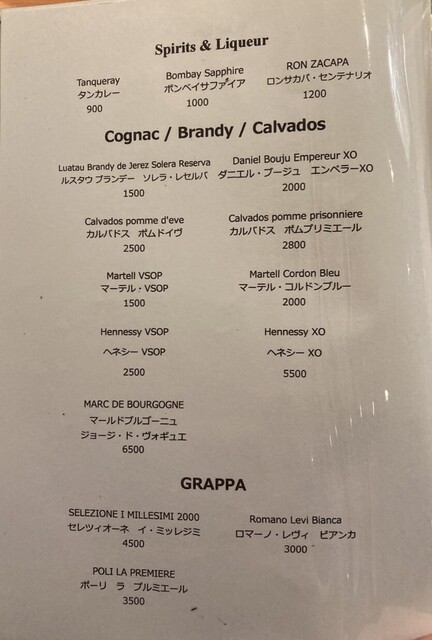 Spirits & Liqueur
Tanqueray
タンカレー
900
Bombay Sapphire
ボンベイサファイア
1000
RON ZACAPA
ロンサカパ・センテナリオ
1200
Cognac / Brandy / Calvados
Luatau Brandy de Jerez Solera Reserva
ルスタウ ブランデー　ソレラ・レセルバ
1500
Daniel Bouju Empereur XO
ダニエル・ブージュ　エンペラーXO
2000
Calvados pomme d'eve
カルバドス　ポムドイヴ
2500
Calvados pomme prisonniere
カルバドス　ポムプリミエール
2800
Martell VSOP
マーテル・VSOP
1500
Martell Cordon Bleu
マーテル・コルドンブルー
2000
Hennessy VSOP
ヘネシー VSOP
2500
Hennessy XO
ヘネシー XO
5500
MARC DE BOURGOGNE
マールドブルゴーニュ
ジョージ・ド・ヴォギュエ
6500
GRAPPA
SELEZIONE I MILLESIMI 2000
セレツィオーネ　イ・ミッレジミ
4500
Romano Levi Bianca
ロマーノ・レヴィ　ビアンカ
3000
POLI LA PREMIERE
ポーリ　ラ　プルミエール
3500